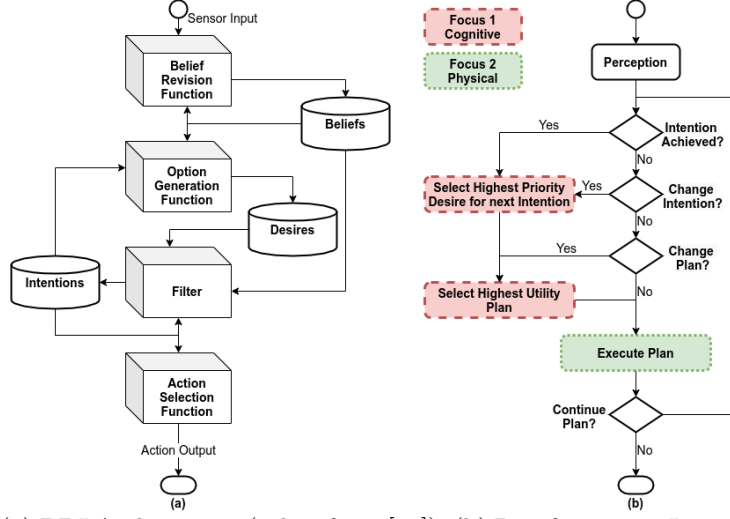 Sensor Input
Belief
Revision
Function
Beliefs
Option
Generation
Function
Desires
Intentions
Filter
Action
Selection
Function
Action Output
(a)
Focus 1
Cognitive
Focus 2
Physical
Perception
Intention
Achieved?
Yes
No
Select Highest Priority
Desire for next Intention
Yes
Change
Intention?
No
Yes
Change
Plan?
Select Highest Utility
Plan
No
Execute Plan
Continue
Plan?
No
(b)